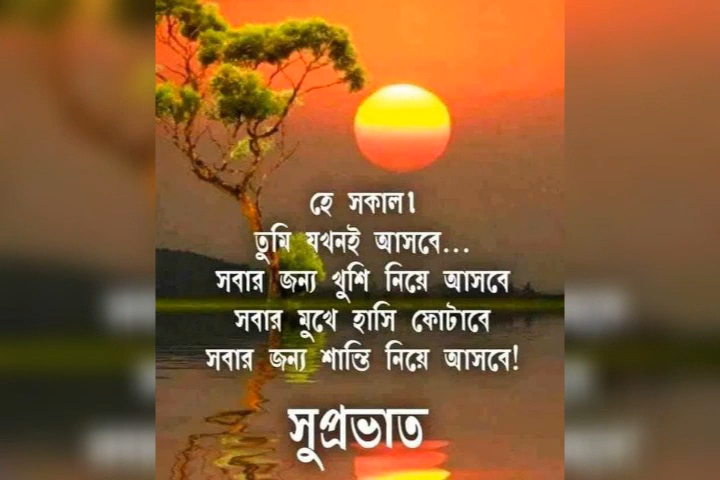 হে সকাল।
তুমি যখনই আসবে...
সবার জন্য খুশি নিয়ে আসবে
সবার মুখে হাসি ফোটাবে
সবার জন্য শান্তি নিয়ে আসবে!
সুপ্রভাত